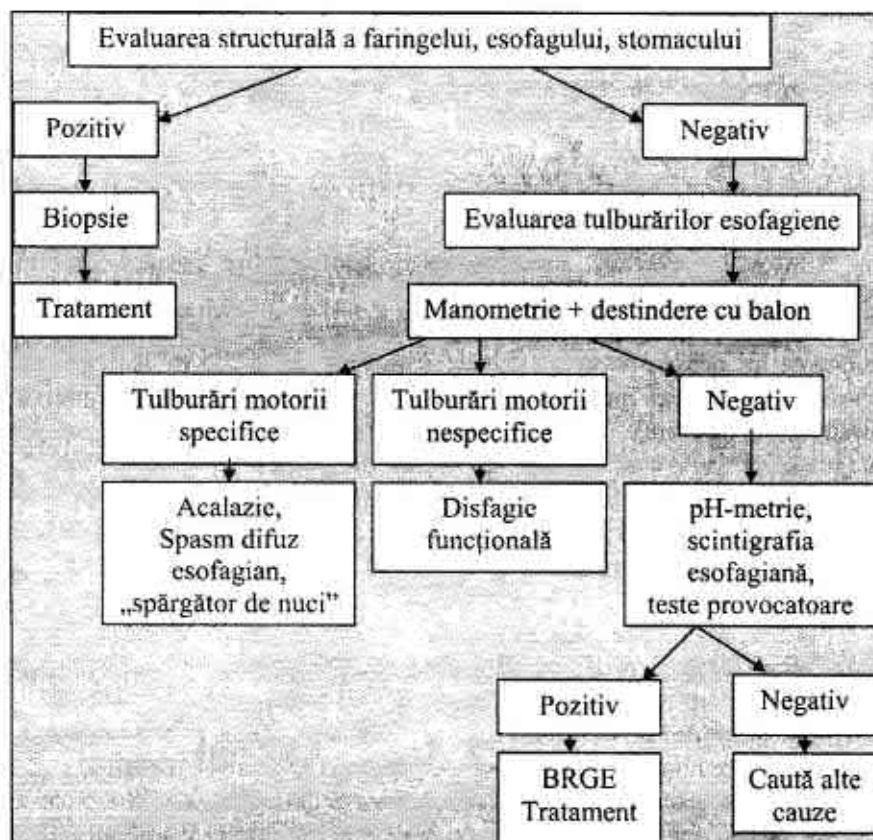 Evaluarea structurală a faringelui, esofagului, stomacului
Pozitiv
Negativ
Biopsie
Evaluarea tulburărilor esofagiene
Tratament
Manometrie + destindere cu balon
Tulburări motorii
specifice
Tulburări motorii
nespecifice
Negativ
Acalazie,
Spasm difuz
esofagian,
„spărgător de nuci”
Disfagie
funcțională
pH-metrie,
scintigrafia
esofagiană,
teste provocatoare
Pozitiv
Negativ
BRGE
Tratament
Caută alte
cauze